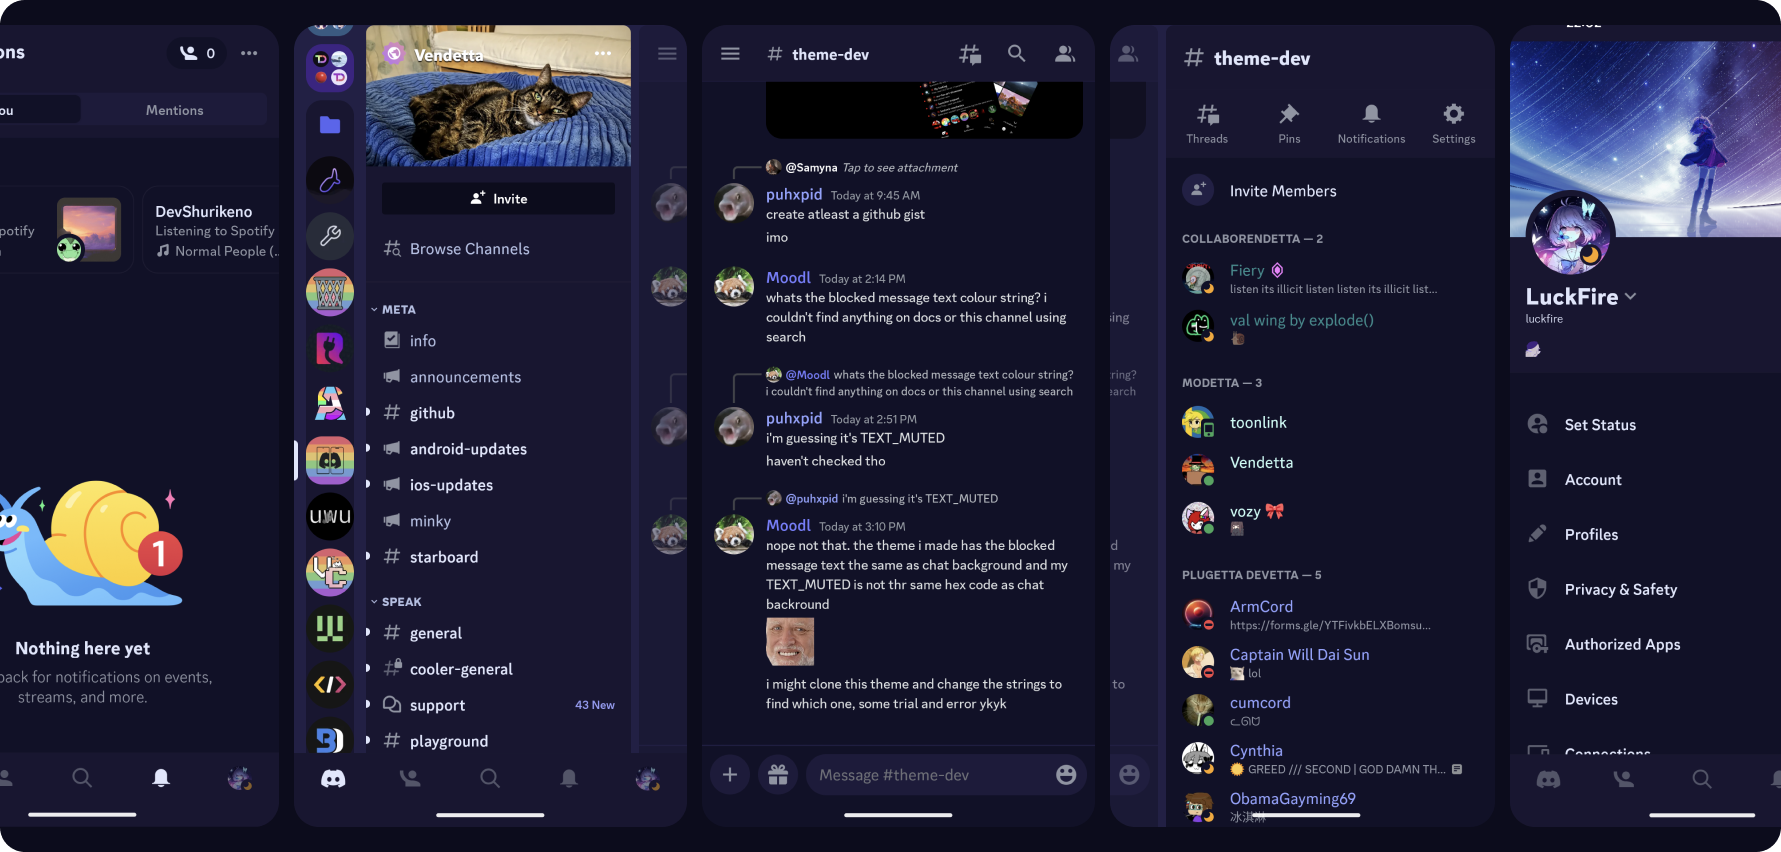 ons
0
ou
Mentions
potify
DevShurikeno
Listening to Spotify
Normal People (...
1
Nothing here yet
back for notifications on events,
streams, and more.
Vendetta
Invite
Browse Channels
META
info
announcements
github
android-updates
ios-updates
minky
starboard
SPEAK
general
cooler-general
support
43 New
playground
uwu
# theme-dev
@Samyna Tap to see attachment
puhxpid Today at 9:45 AM
create atleast a github gist
imo
Moodl Today at 2:14 PM
whats the blocked message text colour string? i
couldn't find anything on docs or this channel using
search
@Moodl whats the blocked message text colour string?
i couldn't find anything on docs or this channel using search
puhxpid Today at 2:51 PM
i'm guessing it's TEXT_MUTED
haven't checked tho
@puhxpid i'm guessing it's TEXT_MUTED
Moodl Today at 3:10 PM
nope not that. the theme i made has the blocked
message text the same as chat background and my
TEXT_MUTED is not thr same hex code as chat
backround
i might clone this theme and change the strings to
find which one, some trial and error ykyk
Message #theme-dev
sing
ring?
earch
d
my
to
# theme-dev
Threads
Pins
Notifications
Settings
Invite Members
COLLABORENDETTA — 2
Fiery
listen its illicit listen listen its illicit list...
val wing by explode()
MODETTA — 3
toonlink
Vendetta
vozy
PLUGETTA DEVETTA — 5
ArmCord
https://forms.gle/YTFivkbELXBomsu...
Captain Will Dai Sun
lol
cumcord
Cynthia
GREED /// SECOND | GOD DAMN TH...
ObamaGayming69
冰淇淋
LuckFire
luckfire
Set Status
Account
Profiles
Privacy & Safety
Authorized Apps
Devices
Connections